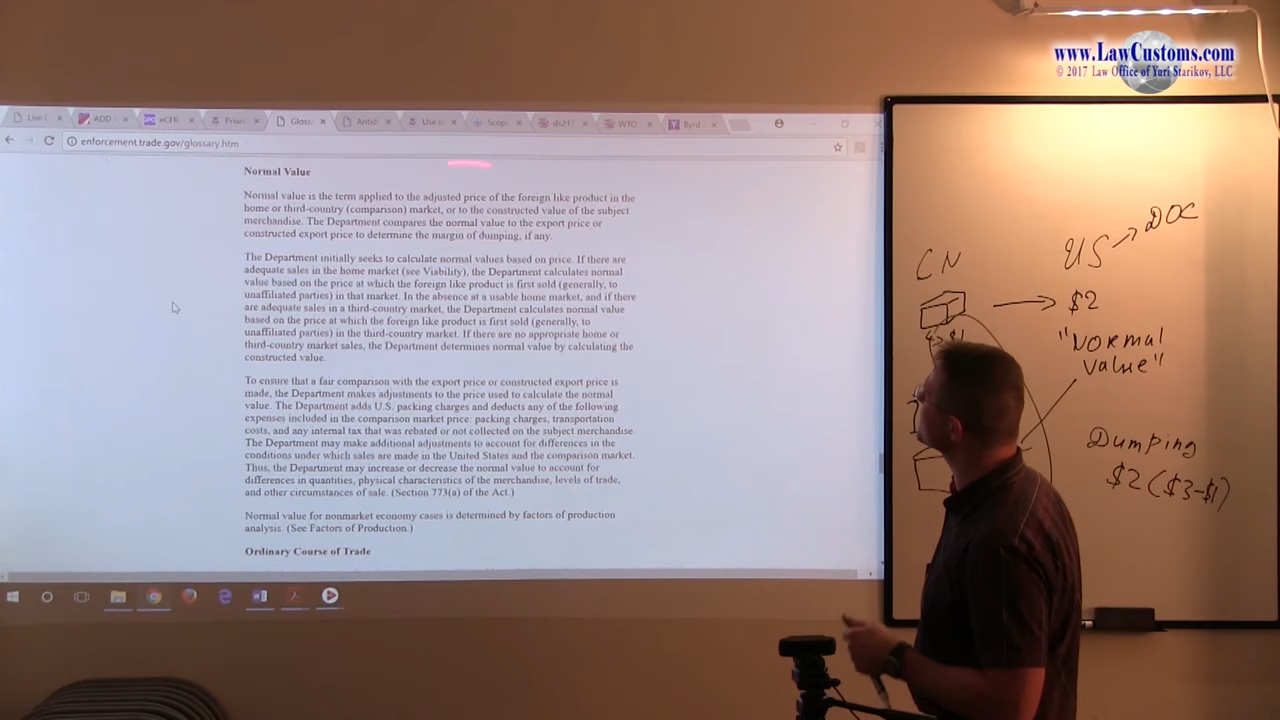 www.LawCustoms.com
© 2017 Law Office of Yuri Starikov, LLC
Live C
ADD
eCFR
Priori
Gloss
Antid
Use o
Scop
ds21
WTO
Byrd
enforcement.trade.gov/glossary.htm
Normal Value
Normal value is the term applied to the adjusted price of the foreign like product in the
home or third-country (comparison) market, or to the constructed value of the subject
merchandise. The Department compares the normal value to the export price or
constructed export price to determine the margin of dumping, if any.
The Department initially seeks to calculate normal values based on price. If there are
adequate sales in the home market (see Viability), the Department calculates normal
value based on the price at which the foreign like product is first sold (generally, to
unaffiliated parties) in that market. In the absence at a usable home market, and if there
are adequate sales in a third-country market, the Department calculates normal value
based on the price at which the foreign like product is first sold (generally, to
unaffiliated parties) in the third-country market. If there are no appropriate home or
third-country market sales, the Department determines normal value by calculating the
constructed value.
To ensure that a fair comparison with the export price or constructed export price is
made, the Department makes adjustments to the price used to calculate the normal
value. The Department adds U.S. packing charges and deducts any of the following
expenses included in the comparison market price: packing charges, transportation
costs, and any internal tax that was rebated or not collected on the subject merchandise.
The Department may make additional adjustments to account for differences in the
conditions under which sales are made in the United States and the comparison market.
Thus, the Department may increase or decrease the normal value to account for
differences in quantities, physical characteristics of the merchandise, levels of trade,
and other circumstances of sale. (Section 773(a) of the Act.)
Normal value for nonmarket economy cases is determined by factors of production
analysis. (See Factors of Production.)
Ordinary Course of Trade
CN
US → DOC
$2
"Normal
Value"
Dumping
$2 ($3-$1)